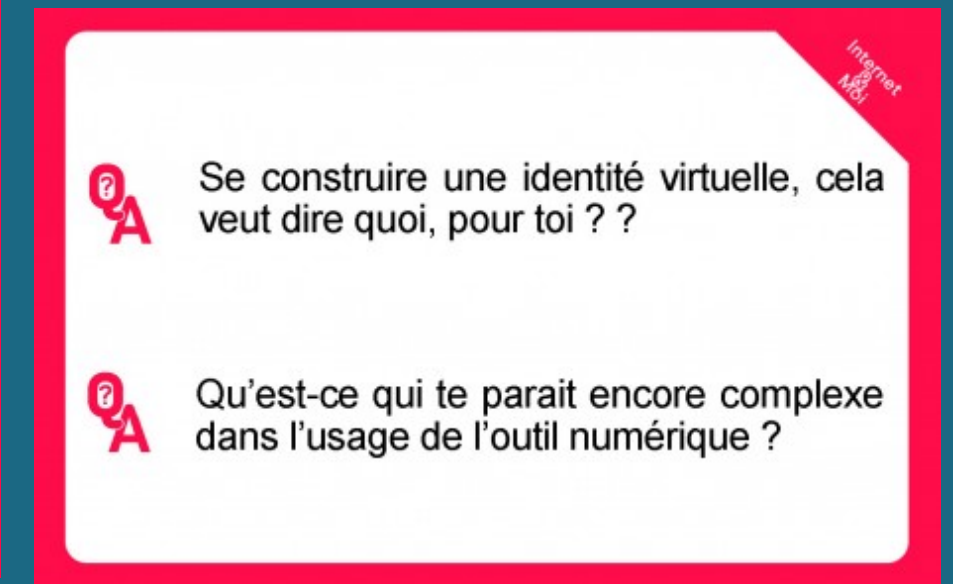 Internet
&
Moi
Se construire une identité virtuelle, cela
veut dire quoi, pour toi ? ?
Qu’est-ce qui te parait encore complexe
dans l’usage de l’outil numérique ?